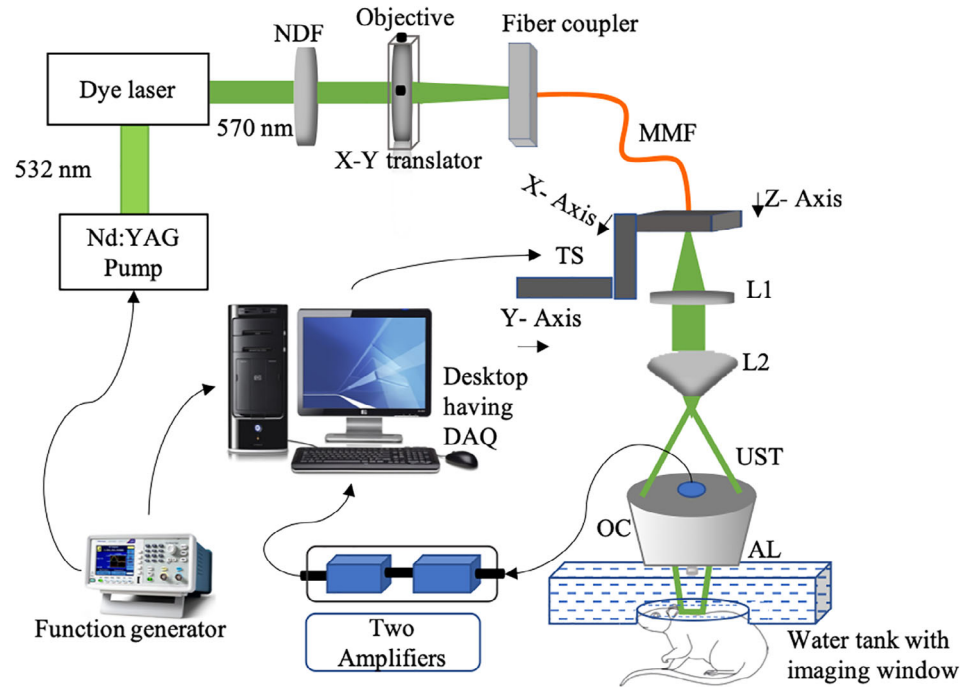 Objective
NDF
Fiber coupler
Dye laser
570 nm
X-Y translator
MMF
532 nm
X- Axis
Z- Axis
Nd:YAG
Pump
TS
L1
Y- Axis
L2
Desktop
having
DAQ
UST
OC
AL
Function generator
Two
Amplifiers
Water tank with
imaging window